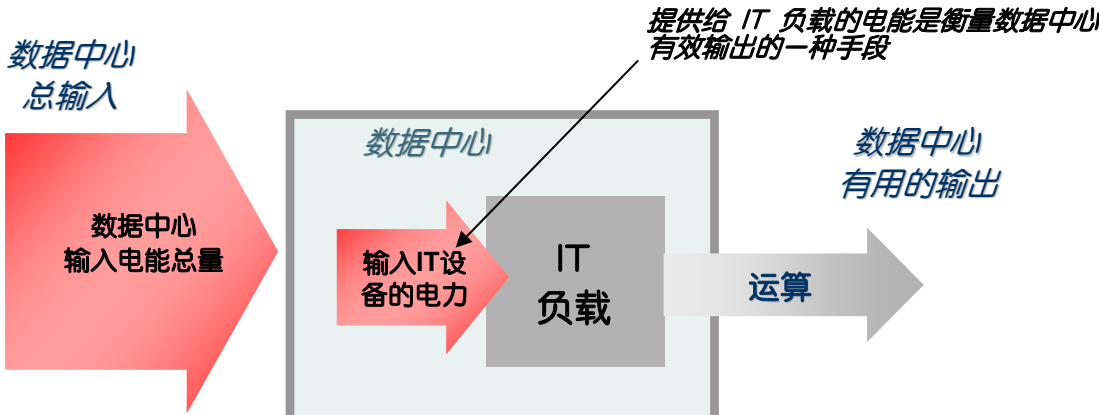 提供给 IT 负载的电能是衡量数据中心
有效输出的一种手段
数据中心
总输入
数据中心
数据中心
有用的输出
数据中心
输入电能总量
输入IT设
备的电力
IT
负载
运算